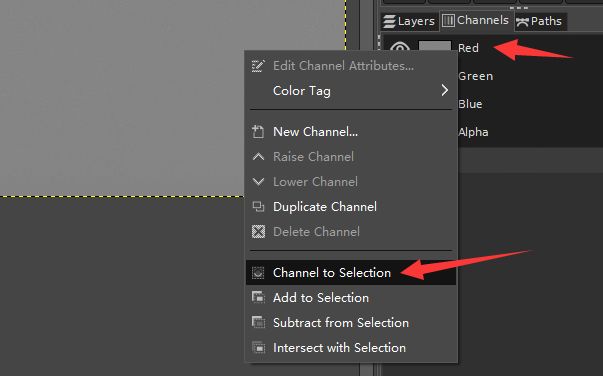 Layers Channels Paths
Red
Green
Blue
Alpha
Edit Channel Attributes...
Color Tag
New Channel...
Raise Channel
Lower Channel
Duplicate Channel
Delete Channel
Channel to Selection
Add to Selection
Subtract from Selection
Intersect with Selection